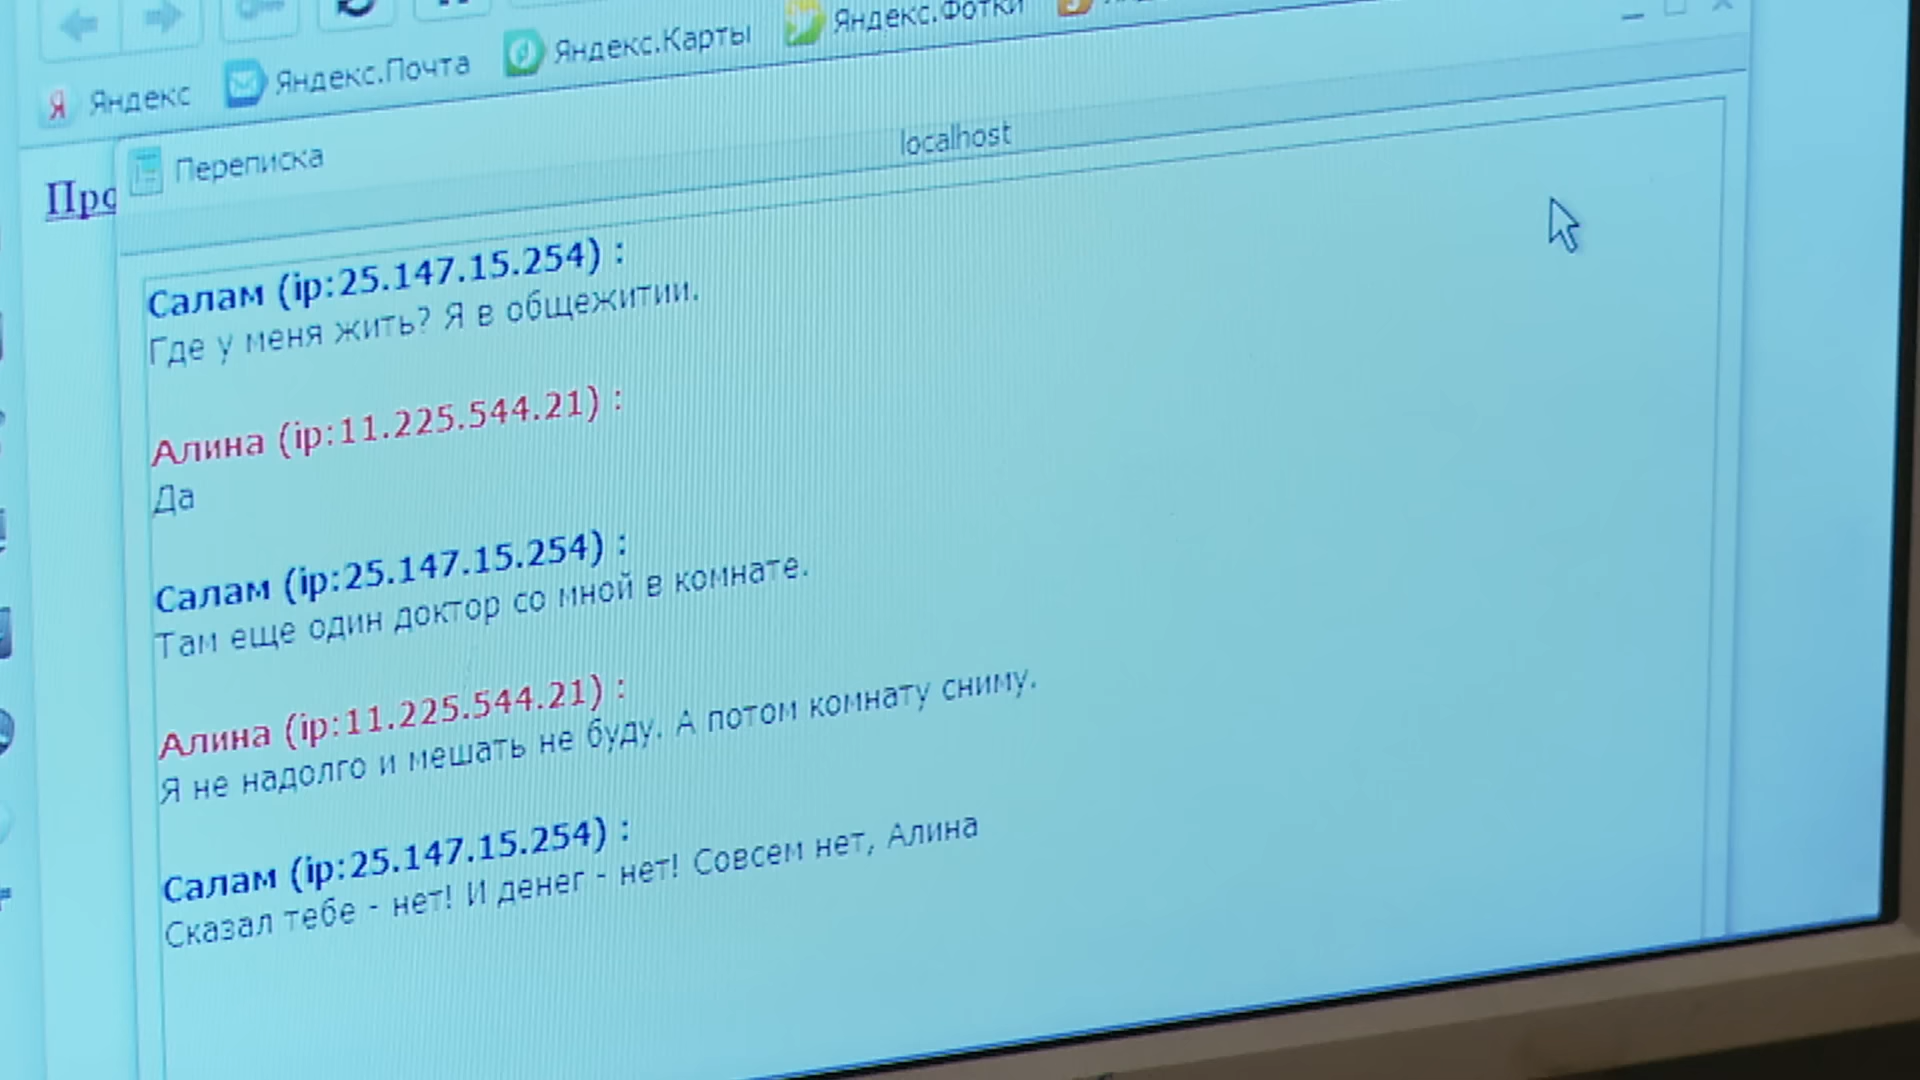 Яндекс Яндекс.Почта Яндекс.Карты Яндекс.Фотки
Про
Переписка localhost
Салам (ip:25.147.15.254) :
Где у меня жить? Я в общежитии.
Алина (ip:11.225.544.21) :
Да
Салам (ip:25.147.15.254) :
Там еще один доктор со мной в комнате.
Алина (ip:11.225.544.21) :
Я не надолго и мешать не буду. А потом комнату сниму.
Салам (ip:25.147.15.254) :
Сказал тебе - нет! И денег - нет! Совсем нет, Алина